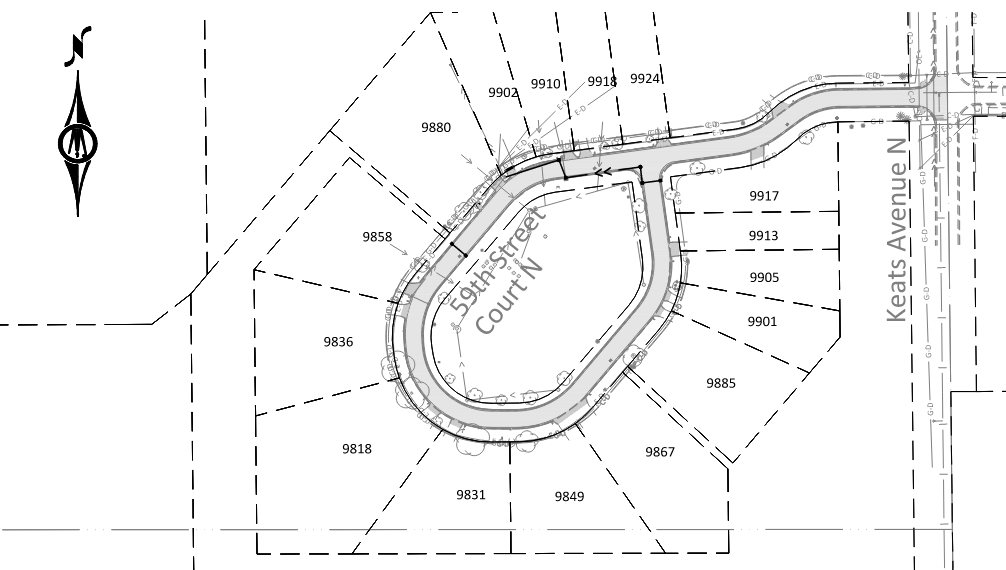 N
9924
9918
9910
9902
9880
9917
9913
9858
9905
9901
9836
9885
9818
9867
9831
9849
59th Street
Court N
Keats Avenue N
E-D
E-D
G-D
G-D
G-D